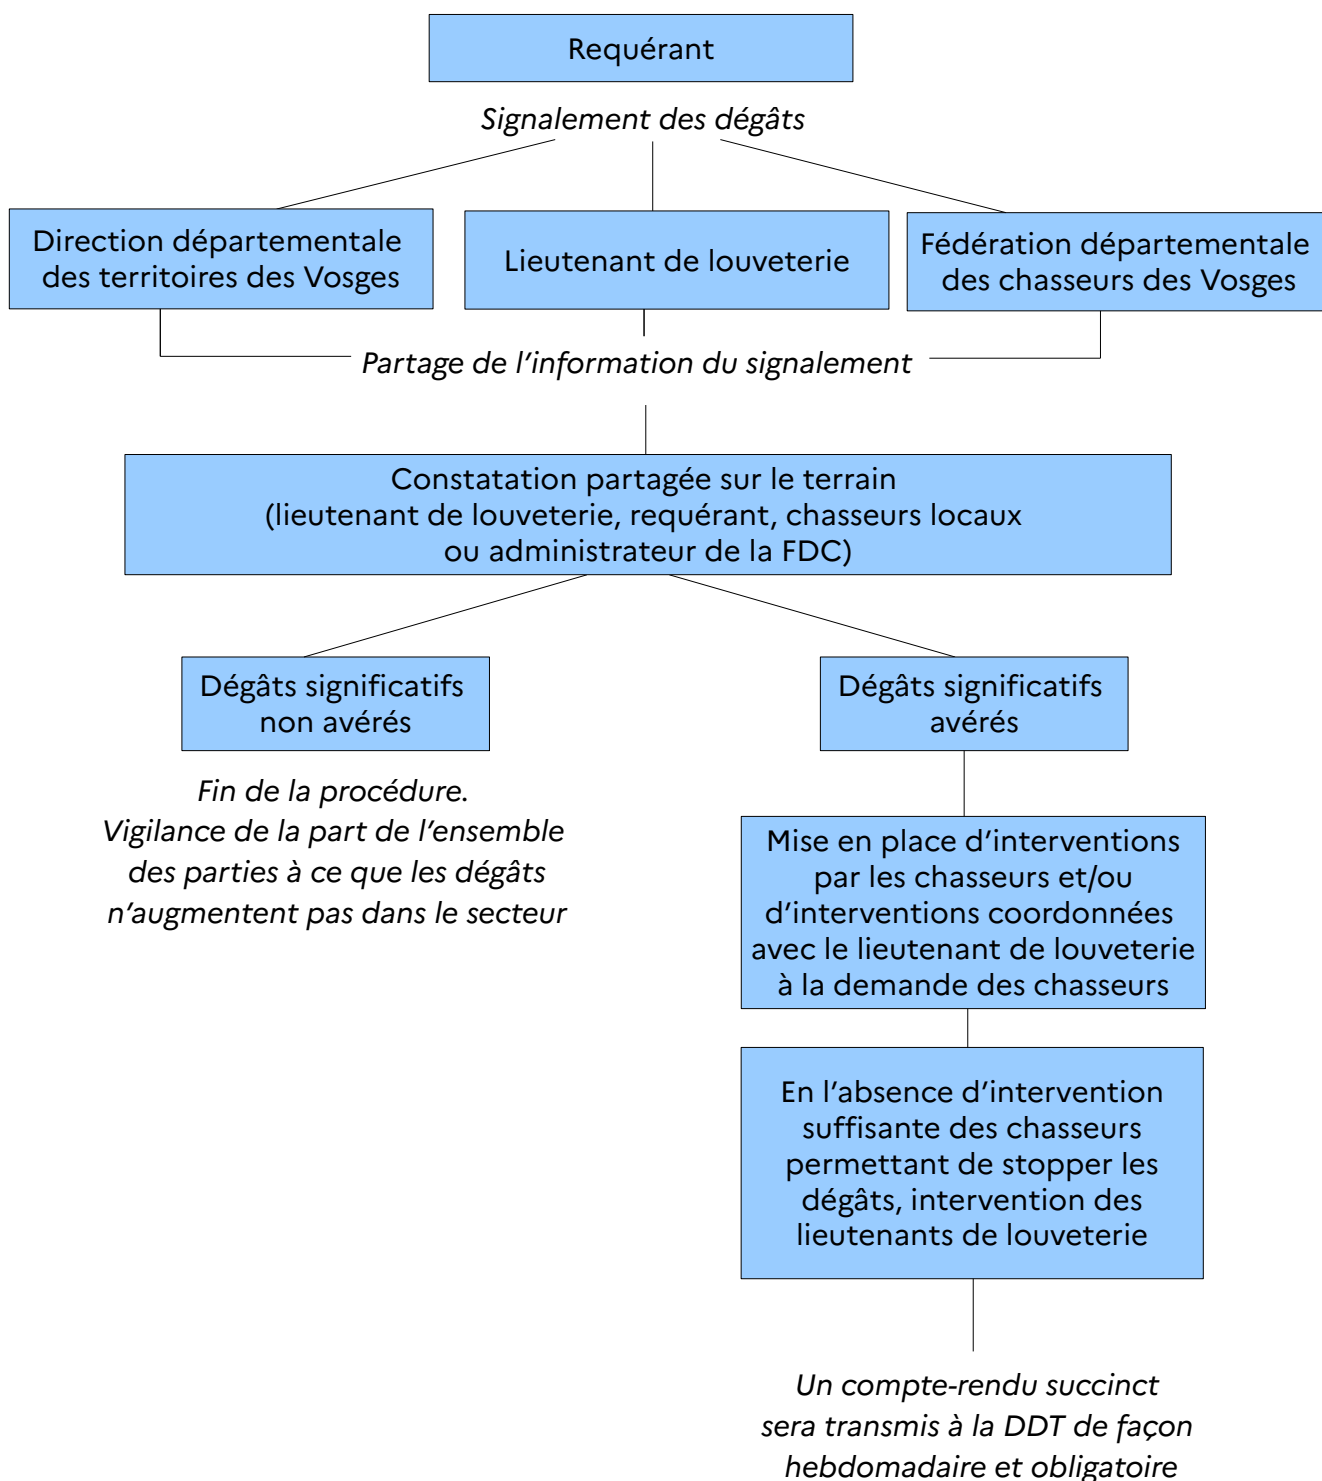 Requérant
Signalement des dégâts
Direction départementale
des territoires des Vosges
Lieutenant de louveterie
Fédération départementale
des chasseurs des Vosges
Partage de l’information du signalement
Constatation partagée sur le terrain
(lieutenant de louveterie, requérant, chasseurs locaux
ou administrateur de la FDC)
Dégâts significatifs
non avérés
Fin de la procédure.
Vigilance de la part de l’ensemble
des parties à ce que les dégâts
n’augmentent pas dans le secteur
Dégâts significatifs
avérés
Mise en place d’interventions
par les chasseurs et/ou
d’interventions coordonnées
avec le lieutenant de louveterie
à la demande des chasseurs
En l’absence d’intervention
suffisante des chasseurs
permettant de stopper les
dégâts, intervention des
lieutenants de louveterie
Un compte-rendu succinct
sera transmis à la DDT de façon
hebdomadaire et obligatoire